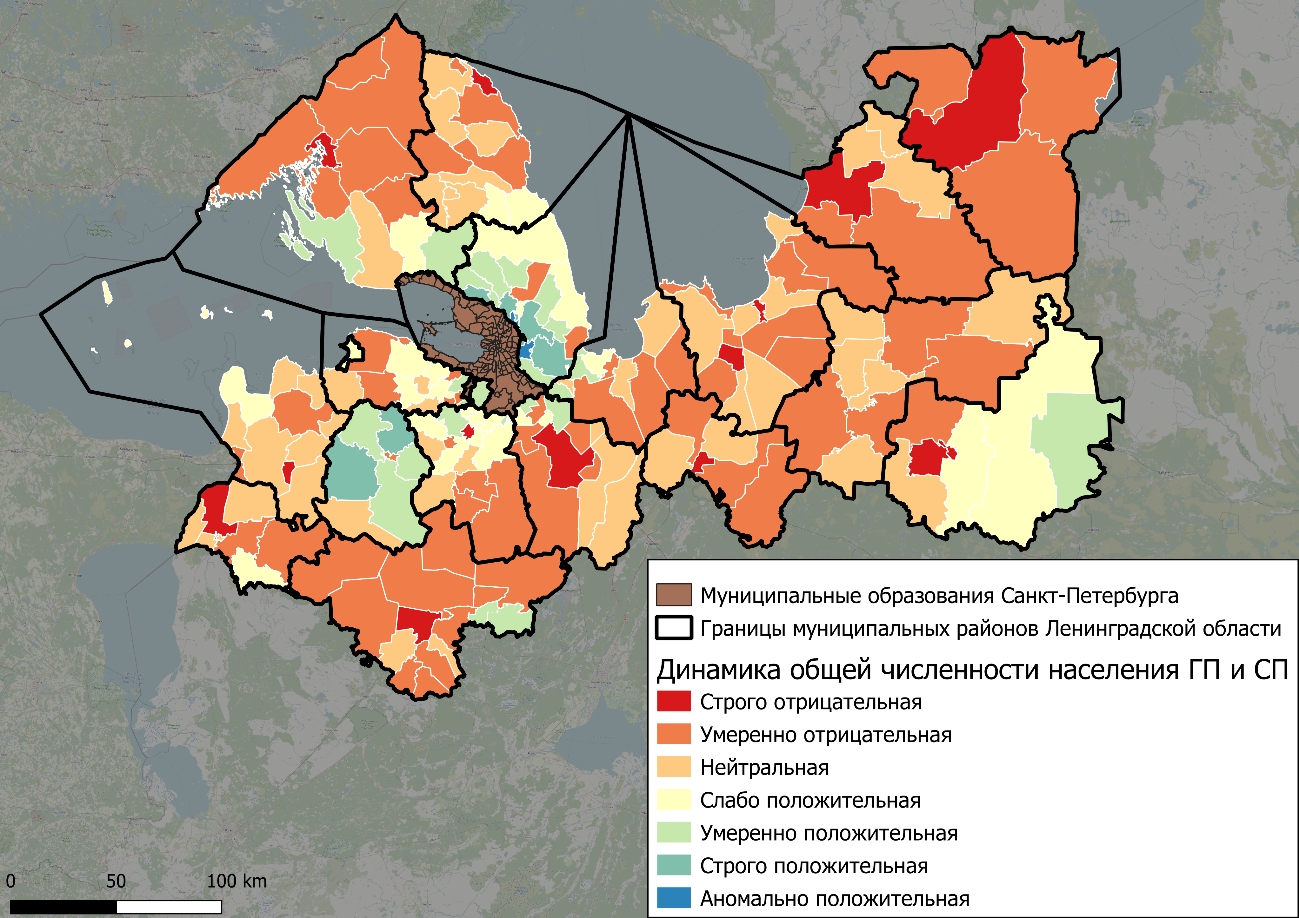 Муниципальные образования Санкт-Петербурга
Границы муниципальных районов Ленинградской области
Динамика общей численности населения ГП и СП
Строго отрицательная
Умеренно отрицательная
Нейтральная
Слабо положительная
Умеренно положительная
Строго положительная
Аномально положительная
0 50 100 km